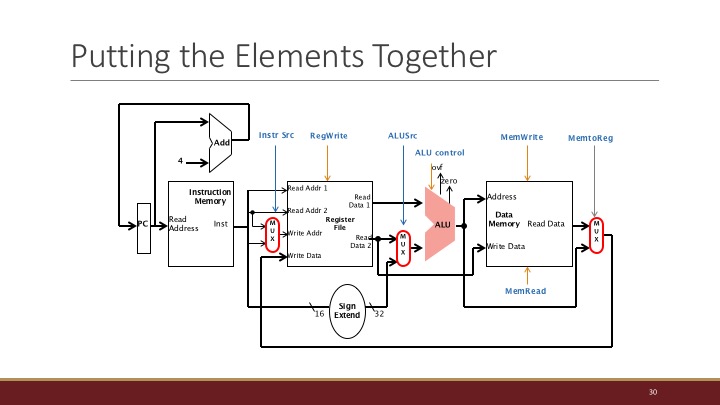 Putting the Elements Together
Add
4
Instr Src
RegWrite
ALUSrc
ALU control
MemWrite
MemtoReg
ovf
zero
PC
Instruction
Memory
Read
Address
Inst
M
U
X
Read Addr 1
Read Addr 2
Write Addr
Write Data
Register
File
Read
Data 1
Read
Data 2
M
U
X
ALU
Address
Data
Memory
Read Data
Write Data
M
U
X
MemRead
Sign
Extend
16
32
30